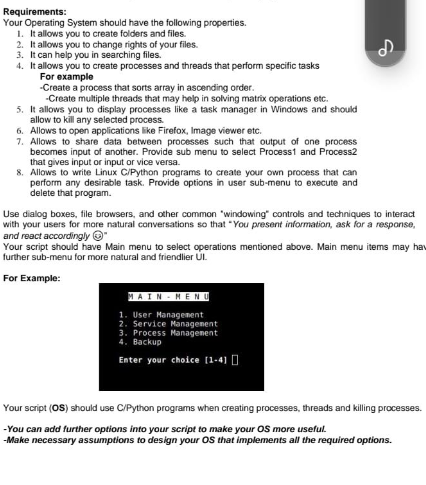 Requirements:
Your Operating System should have the following properties.
1. It allows you to create folders and files.
2. It allows you to change rights of your files.
3. It can help you in searching files.
4. It allows you to create processes and threads that perform specific tasks
For example
-Create a process that sorts array in ascending order.
-Create multiple threads that may help in solving matrix operations etc.
5. It allows you to display processes like a task manager in Windows and should
allow to kill any selected process.
6. Allows to open applications like Firefox, Image viewer etc.
7. Allows to share data between processes such that output of one process
becomes input of another. Provide sub menu to select Process1 and Process2
that gives input or input or vice versa.
8. Allows to write Linux C/Python programs to create your own process that can
perform any desirable task. Provide options in user sub-menu to execute and
delete that program.
Use dialog boxes, file browsers, and other common "windowing" controls and techniques to interact
with your users for more natural conversations so that "You present information, ask for a response,
and react accordingly ☺"
Your script should have Main menu to select operations mentioned above. Main menu items may hav
further sub-menu for more natural and friendlier UI.
For Example:
MAIN-MENU
1. User Management
2. Service Management
3. Process Management
4. Backup
Enter your choice [1-4]
Your script (OS) should use C/Python programs when creating processes, threads and killing processes.
-You can add further options into your script to make your OS more useful.
-Make necessary assumptions to design your OS that implements all the required options.